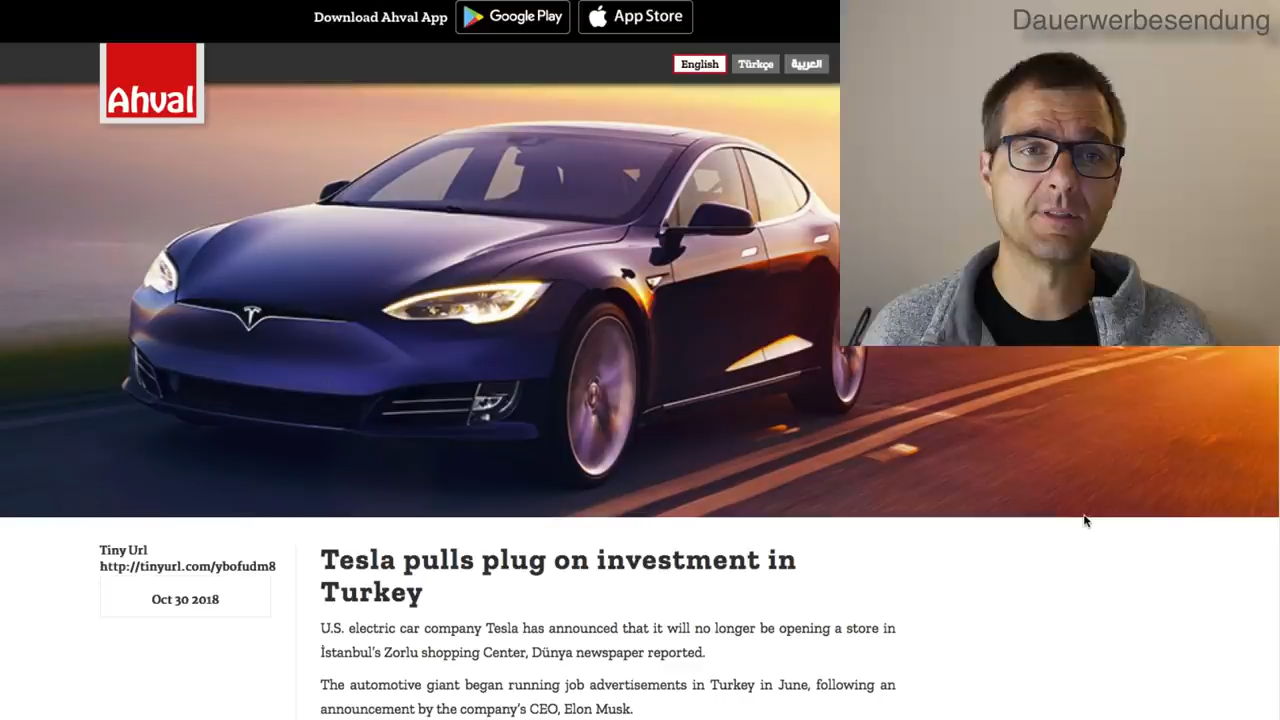 Download Ahval App
Google Play
App Store
Dauerwerbesendung
English
Türkçe
العربية
Ahval
Tiny Url
http://tinyurl.com/ybofudm8
Oct 30 2018
Tesla pulls plug on investment in
Turkey
U.S. electric car company Tesla has announced that it will no longer be opening a store in
İstanbul's Zorlu shopping Center, Dünya newspaper reported.
The automotive giant began running job advertisements in Turkey in June, following an
announcement by the company's CEO, Elon Musk.